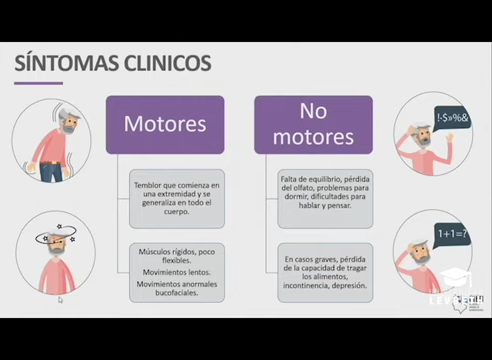 SÍNTOMAS CLINICOS
Motores
Temblor que comienza en
una extremidad y se
generaliza en todo el
cuerpo.
Músculos rígidos, poco
flexibles.
Movimientos lentos.
Movimientos anormales
bucofaciales.
No
motores
Falta de equilibrio, pérdida
del olfato, problemas para
dormir, dificultades para
hablar y pensar.
En casos graves, pérdida
de la capacidad de tragar
los alimentos,
incontinencia, depresión.
!-$»%&
1+1=?